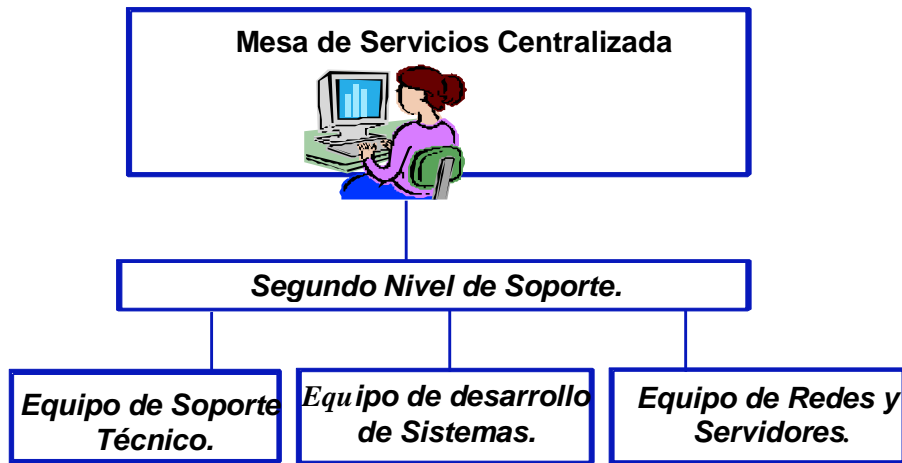 Mesa de Servicios Centralizada
Segundo Nivel de Soporte.
Equipo de Soporte
Técnico.
Equipo de desarrollo
de Sistemas.
Equipo de Redes y
Servidores.